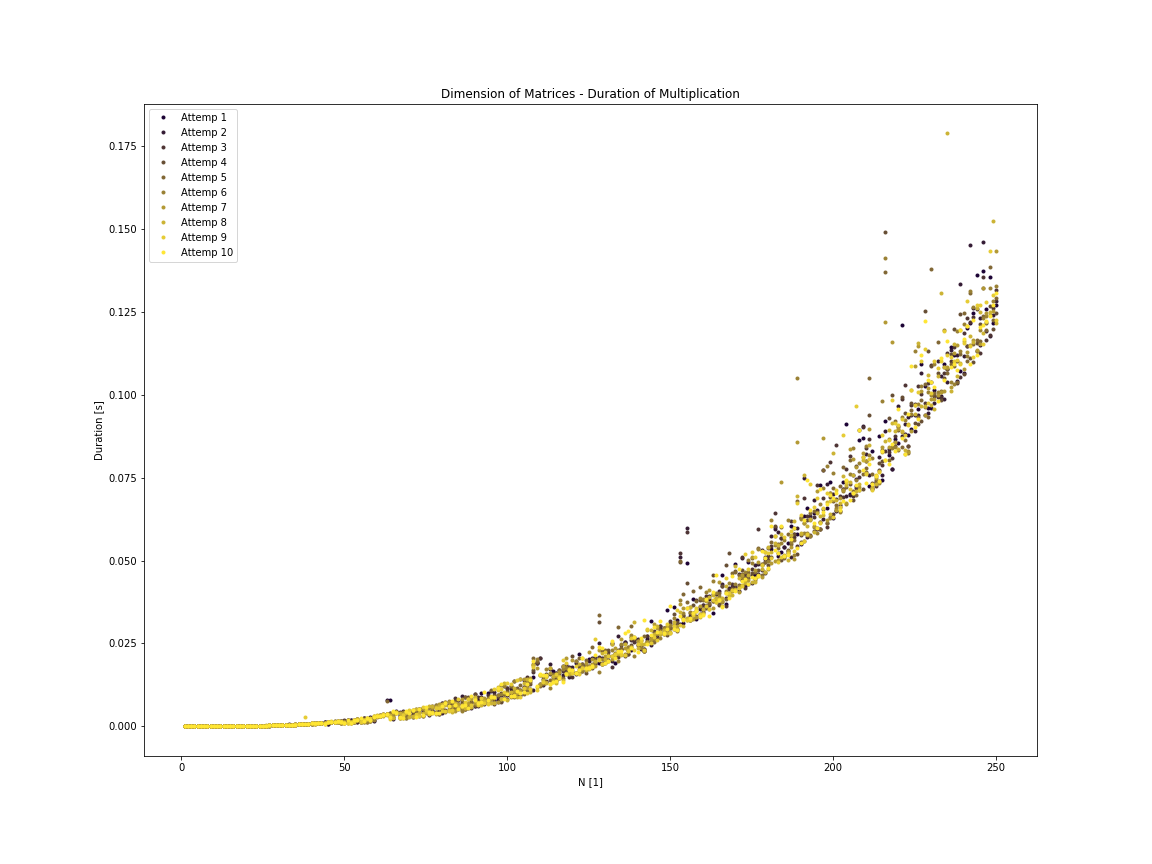 Dimension of Matrices - Duration of Multiplication
Attemp 1
Attemp 2
Attemp 3
Attemp 4
Attemp 5
Attemp 6
Attemp 7
Attemp 8
Attemp 9
Attemp 10
0.175
0.150
0.125
0.100
0.075
0.050
0.025
0.000
Duration [s]
0 50 100 150 200 250
N [1]